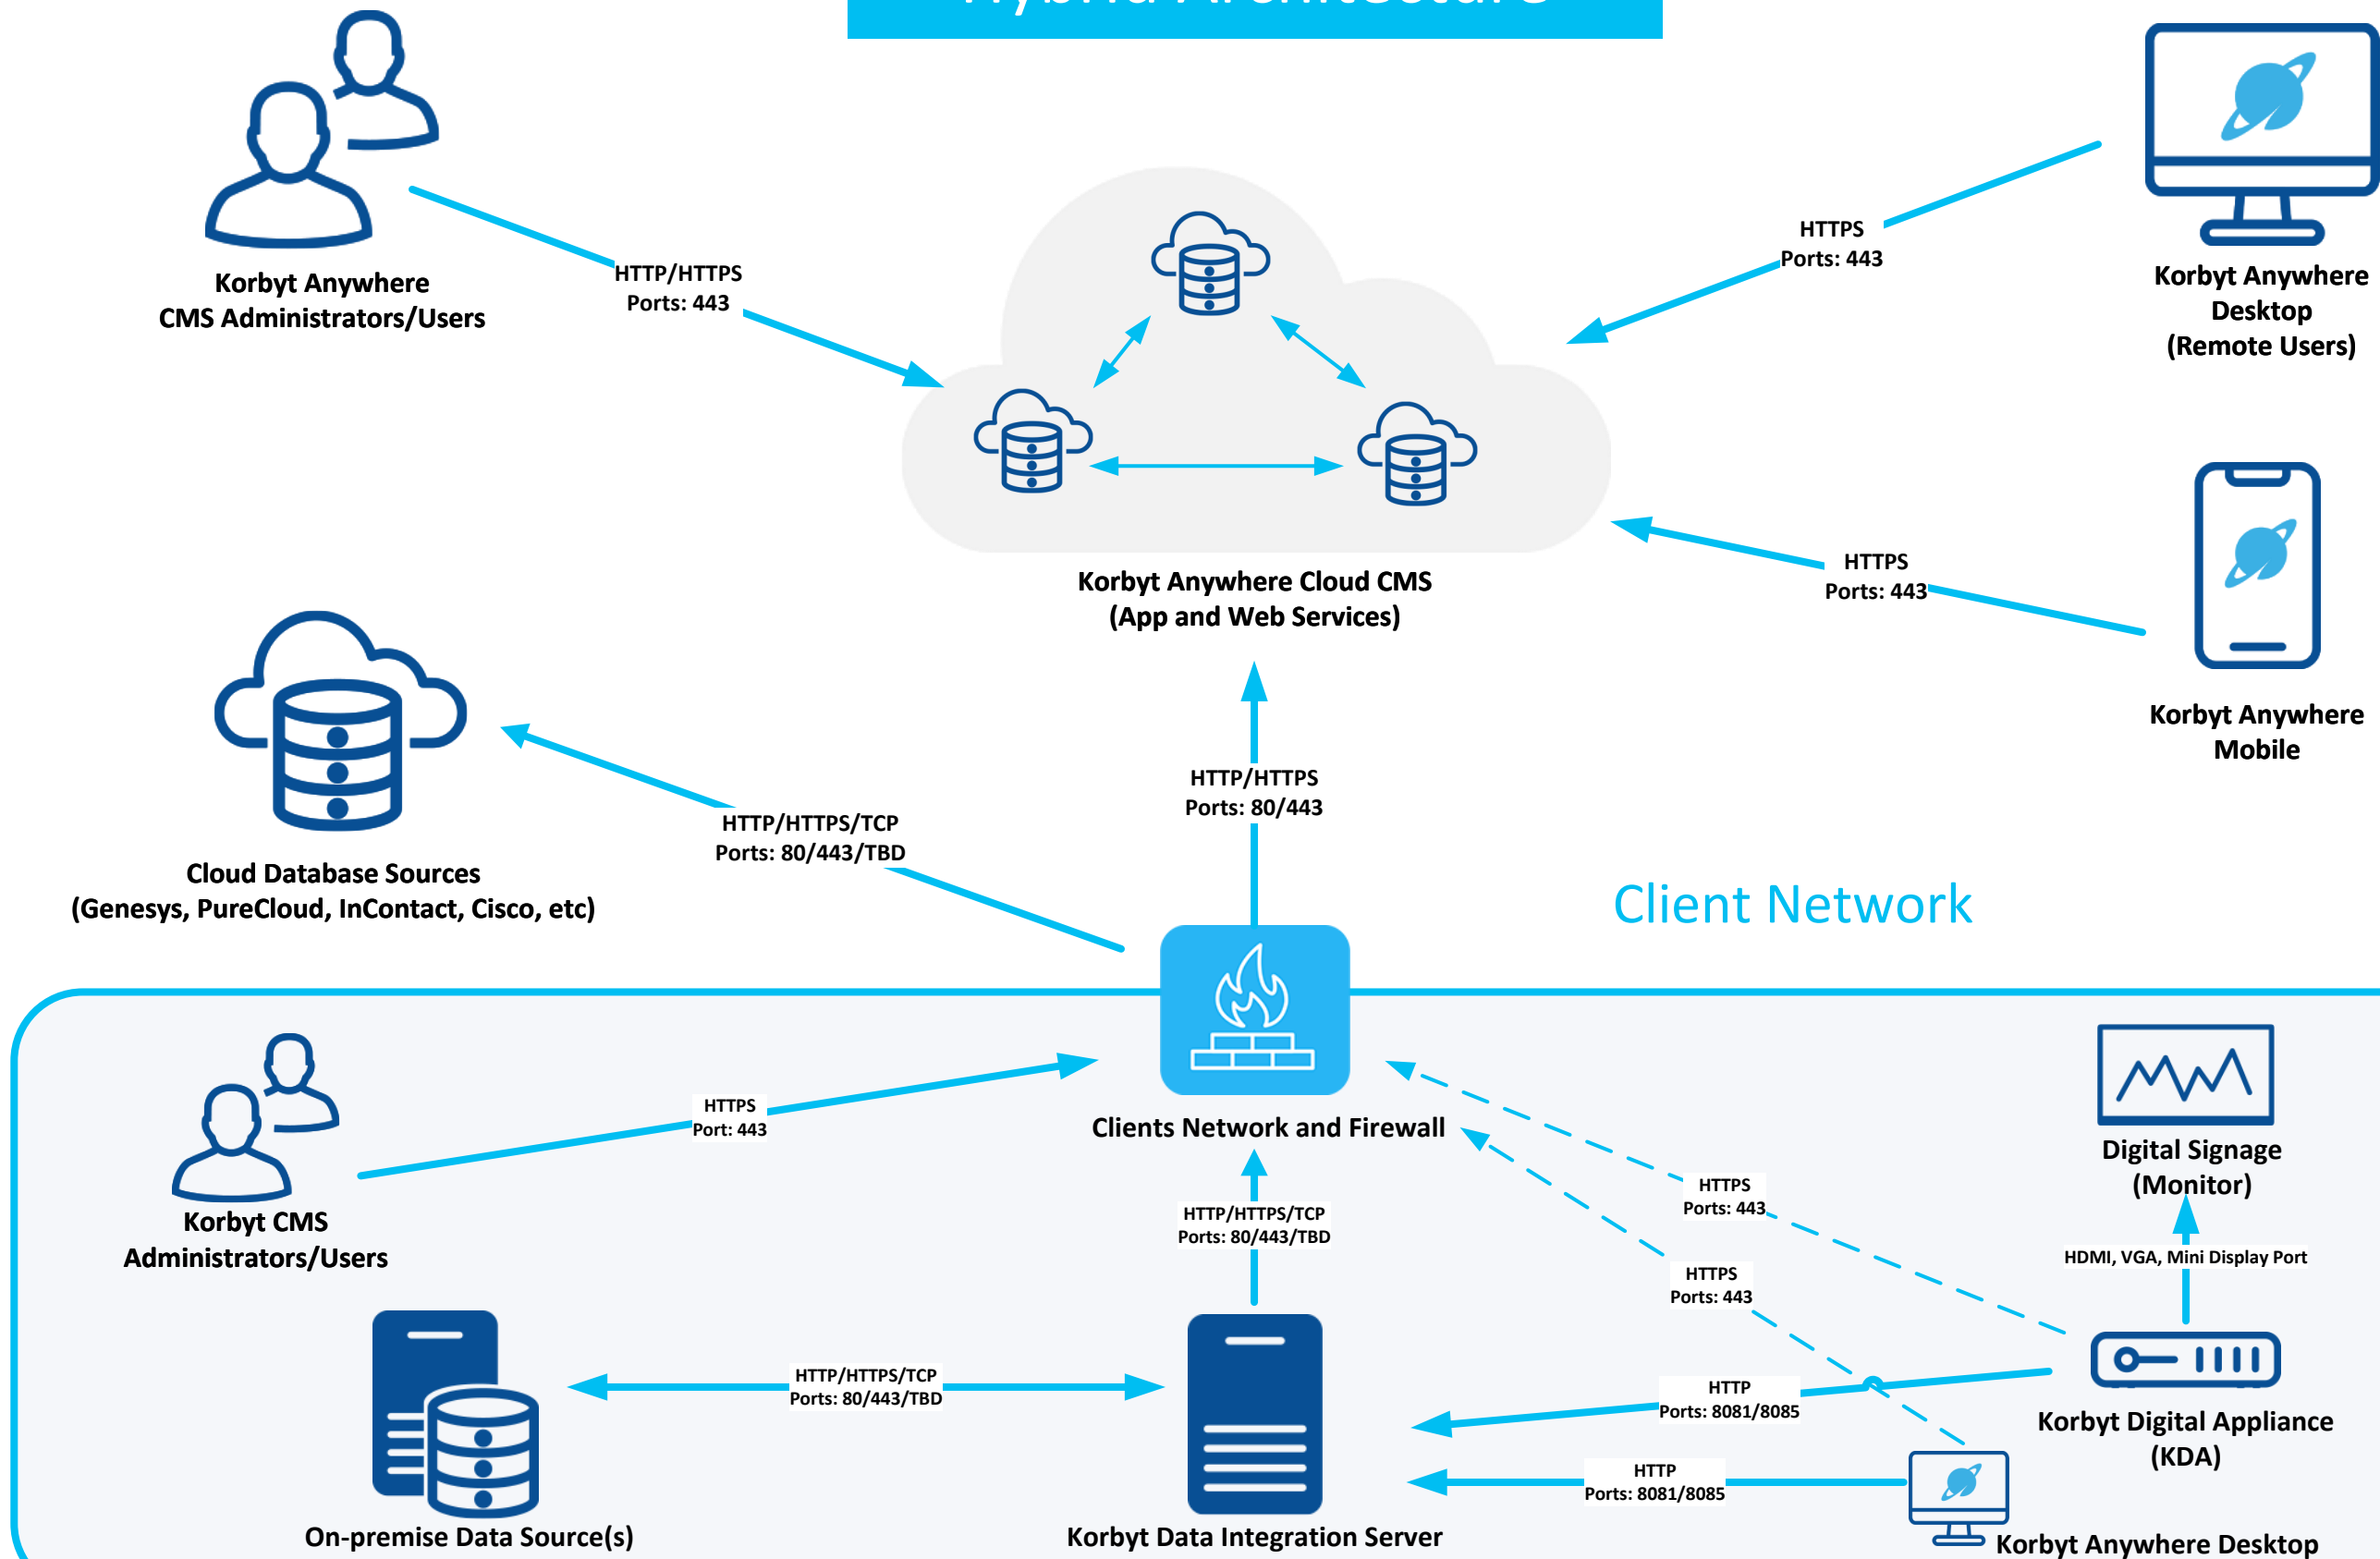 Hybrid Architecture
Korbyt Anywhere
CMS Administrators/Users
HTTP/HTTPS
Ports: 443
HTTPS
Ports: 443
Korbyt Anywhere
Desktop
(Remote Users)
Korbyt Anywhere Cloud CMS
(App and Web Services)
HTTPS
Ports: 443
Korbyt Anywhere
Mobile
HTTP/HTTPS
Ports: 80/443
HTTP/HTTPS/TCP
Ports: 80/443/TBD
Cloud Database Sources
(Genesys, PureCloud, InContact, Cisco, etc)
Client Network
HTTPS
Port: 443
Clients Network and Firewall
Korbyt CMS
Administrators/Users
HTTP/HTTPS/TCP
Ports: 80/443/TBD
HTTPS
Ports: 443
HTTPS
Ports: 443
Digital Signage
(Monitor)
HDMI, VGA, Mini Display Port
HTTP/HTTPS/TCP
Ports: 80/443/TBD
HTTP
Ports: 8081/8085
Korbyt Digital Appliance
(KDA)
HTTP
Ports: 8081/8085
On-premise Data Source(s)
Korbyt Data Integration Server
Korbyt Anywhere Desktop